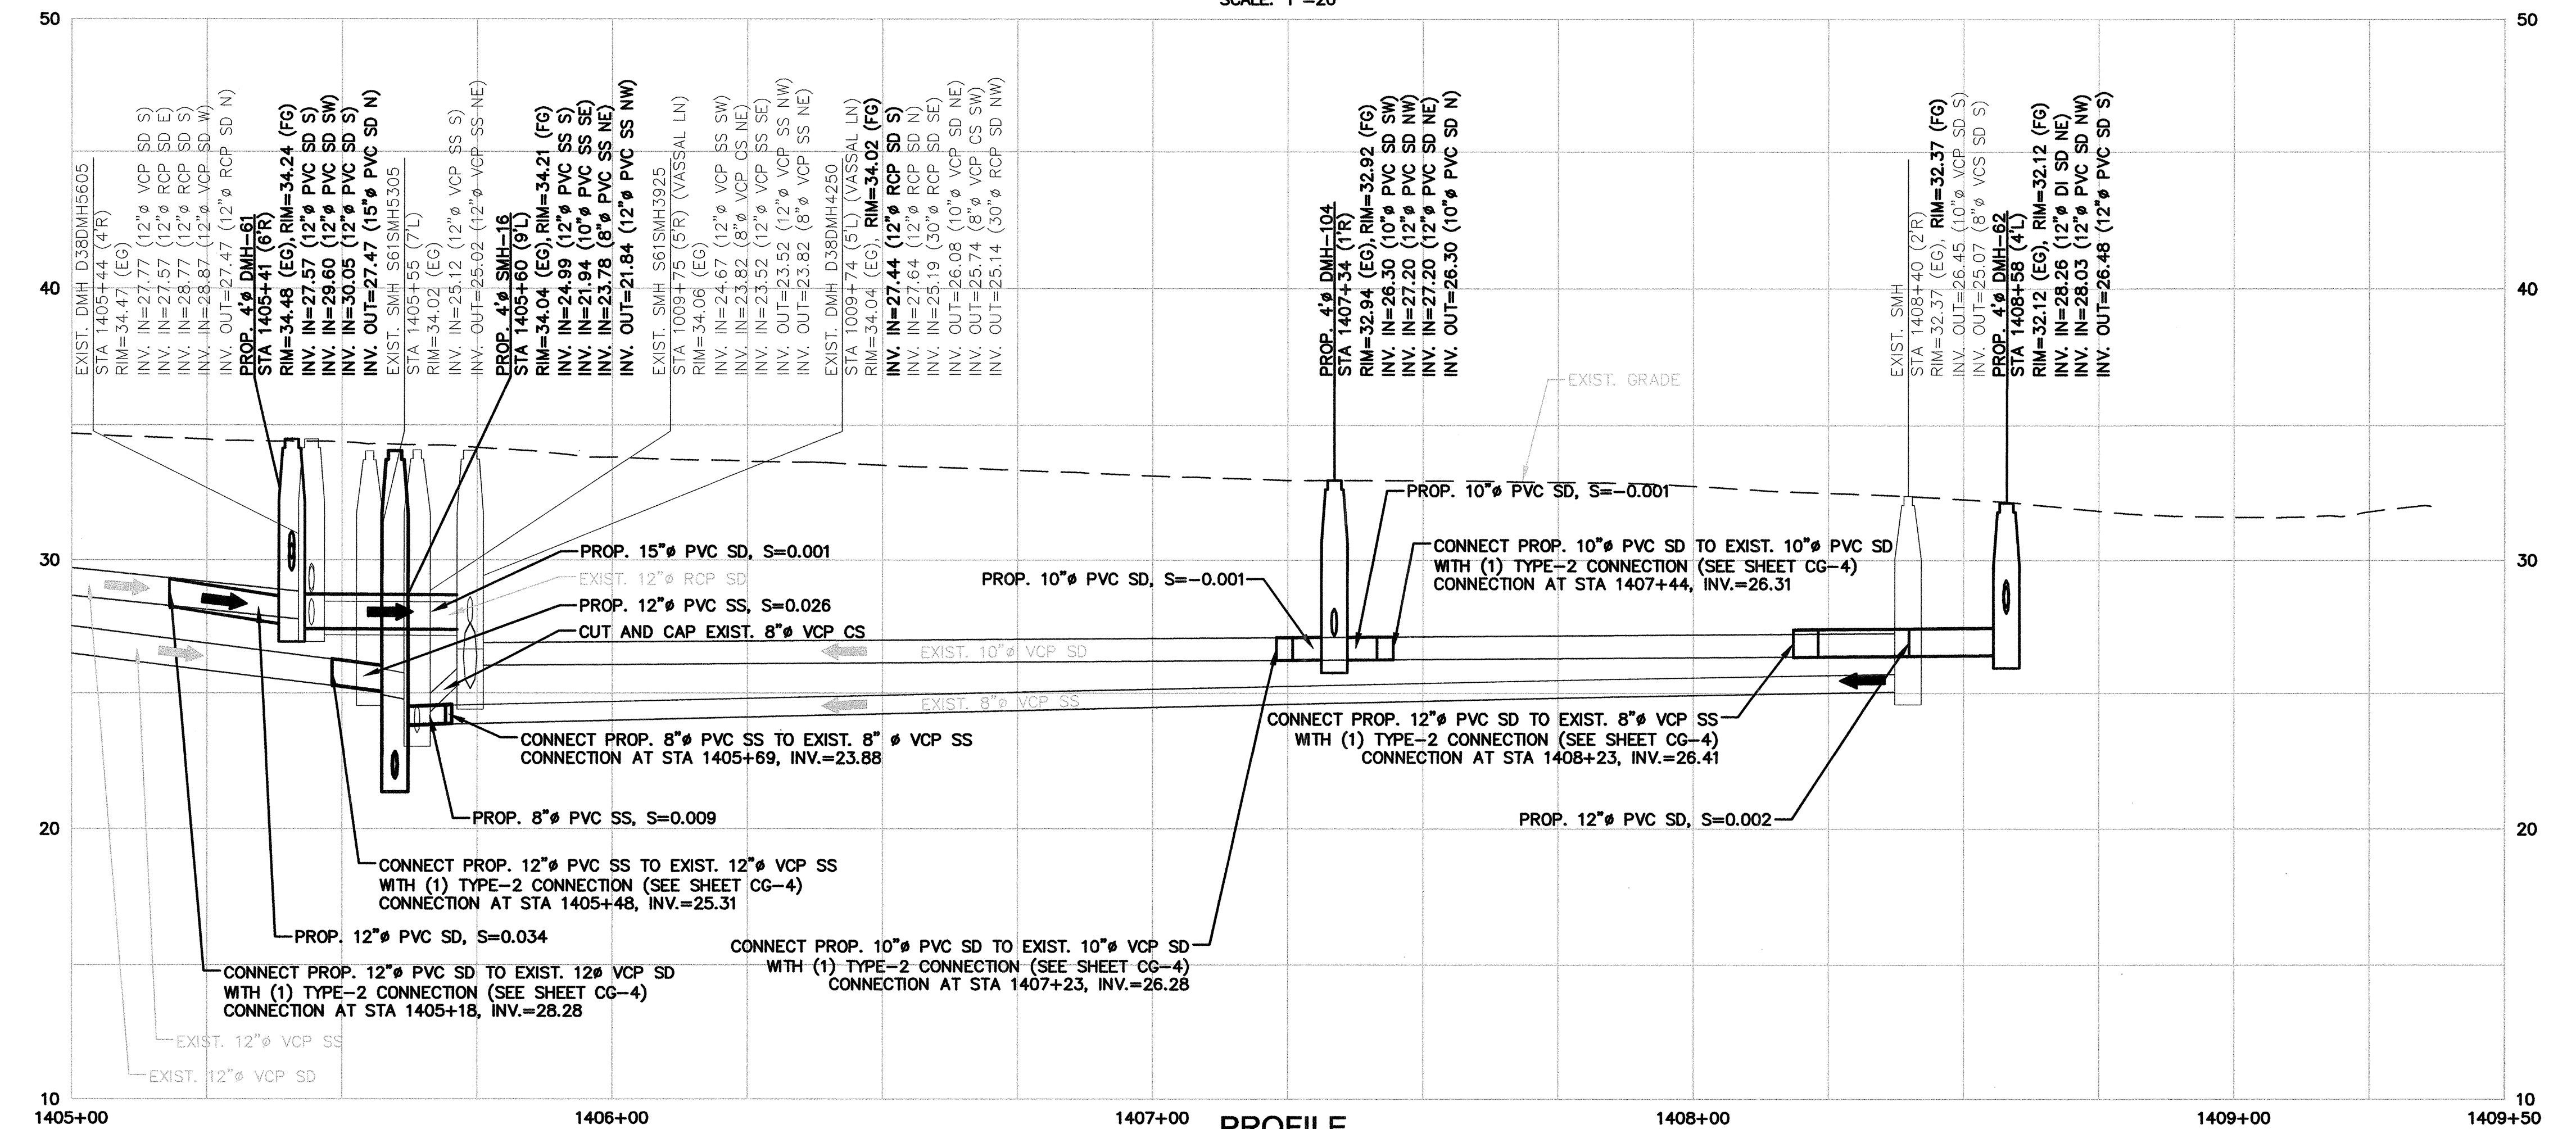 SCALE: 1"=20'
50
50
EXIST. DMH D38DMH5605
STA 1405+44 (4'R)
RIM=34.47 (EG)
INV. IN=27.77 (12"ø VCP SD S)
INV. IN=27.57 (12"ø RCP SD E)
INV. IN=28.77 (12"ø RCP SD S)
INV. IN=28.87 (12"ø VCP SD W)
INV. OUT=27.47 (12"ø RCP SD N)
PROP. 4'ø DMH-61
STA 1405+41 (6'R)
RIM=34.48 (EG), RIM=34.24 (FG)
INV. IN=27.57 (12"ø PVC SD S)
INV. IN=29.60 (12"ø PVC SD SW)
INV. IN=30.05 (12"ø PVC SD S)
INV. OUT=27.47 (15"ø PVC SD N)
EXIST. SMH S61SMH5305
STA 1405+55 (7'L)
RIM=34.02 (EG)
INV. IN=25.12 (12"ø VCP SS S)
INV. OUT=25.02 (12"ø VCP SS NE)
PROP. 4'ø SMH-16
STA 1405+60 (9'L)
RIM=34.04 (EG), RIM=34.21 (FG)
INV. IN=24.99 (12"ø PVC SS S)
INV. IN=21.94 (10"ø PVC SS SE)
INV. IN=23.78 (8"ø PVC SS NE)
INV. OUT=21.84 (12"ø PVC SS NW)
EXIST. SMH S61SMH3925
STA 1009+75 (5'R) (VASSAL LN)
RIM=34.06 (EG)
INV. IN=24.67 (12"ø VCP SS SW)
INV. IN=23.82 (8"ø VCP CS NE)
INV. IN=23.52 (12"ø VCP SS SE)
INV. OUT=23.52 (12"ø VCP SS NW)
INV. OUT=23.82 (8"ø VCP SS NE)
EXIST. DMH D38DMH4250
STA 1009+74 (5'L) (VASSAL LN)
RIM=34.04 (EG), RIM=34.02 (FG)
INV. IN=27.44 (12"ø RCP SD S)
INV. IN=27.64 (12"ø RCP SD S)
INV. IN=25.19 (30"ø RCP SD SE)
INV. OUT=26.08 (10"ø VCP SD NE)
INV. OUT=25.74 (8"ø VCP CS SW)
INV. OUT=25.14 (30"ø RCP SD NW)
PROP. 4'ø DMH-104
STA 1407+34 (1'R)
RIM=32.94 (EG), RIM=32.92 (FG)
INV. IN=26.30 (10"ø PVC SD SW)
INV. IN=27.20 (12"ø PVC SD NW)
INV. IN=27.20 (12"ø PVC SD NE)
INV. OUT=26.30 (10"ø PVC SD N)
EXIST. SMH
STA 1408+40 (2'R)
RIM=32.37 (EG), RIM=32.37 (FG)
INV. OUT=26.45 (10"ø VCP SD S)
INV. OUT=25.07 (8"ø VCS SD S)
PROP. 4'ø DMH-62
STA 1408+58 (4'L)
RIM=32.12 (EG), RIM=32.12 (FG)
INV. IN=28.26 (12"ø DI SD NE)
INV. IN=28.03 (12"ø PVC SD NW)
INV. OUT=26.48 (12"ø PVC SD S)
40
40
EXIST. GRADE
PROP. 10"ø PVC SD, S=-0.001
30
30
PROP. 15"ø PVC SD, S=0.001
EXIST. 12"ø RCP SD
PROP. 12"ø PVC SS, S=0.026
CUT AND CAP EXIST. 8"ø VCP CS
PROP. 10"ø PVC SD, S=-0.001
CONNECT PROP. 10"ø PVC SD TO EXIST. 10"ø PVC SD
WITH (1) TYPE-2 CONNECTION (SEE SHEET CG-4)
CONNECTION AT STA 1407+44, INV.=26.31
EXIST. 10"ø VCP SD
EXIST. 8"ø VCP SS
CONNECT PROP. 8"ø PVC SS TO EXIST. 8" ø VCP SS
CONNECTION AT STA 1405+69, INV.=23.88
CONNECT PROP. 12"ø PVC SD TO EXIST. 8"ø VCP SS
WITH (1) TYPE-2 CONNECTION (SEE SHEET CG-4)
CONNECTION AT STA 1408+23, INV.=26.41
PROP. 8"ø PVC SS, S=0.009
PROP. 12"ø PVC SD, S=0.002
20
20
CONNECT PROP. 12"ø PVC SS TO EXIST. 12"ø VCP SS
WITH (1) TYPE-2 CONNECTION (SEE SHEET CG-4)
CONNECTION AT STA 1405+48, INV.=25.31
PROP. 12"ø PVC SD, S=0.034
CONNECT PROP. 10"ø PVC SD TO EXIST. 10"ø VCP SD
WITH (1) TYPE-2 CONNECTION (SEE SHEET CG-4)
CONNECTION AT STA 1407+23, INV.=26.28
CONNECT PROP. 12"ø PVC SD TO EXIST. 12ø VCP SD
WITH (1) TYPE-2 CONNECTION (SEE SHEET CG-4)
CONNECTION AT STA 1405+18, INV.=28.28
EXIST. 12"ø VCP SS
EXIST. 12"ø VCP SD
10
10
1405+00
1406+00
1407+00
1408+00
1409+00
1409+50
PROFILE